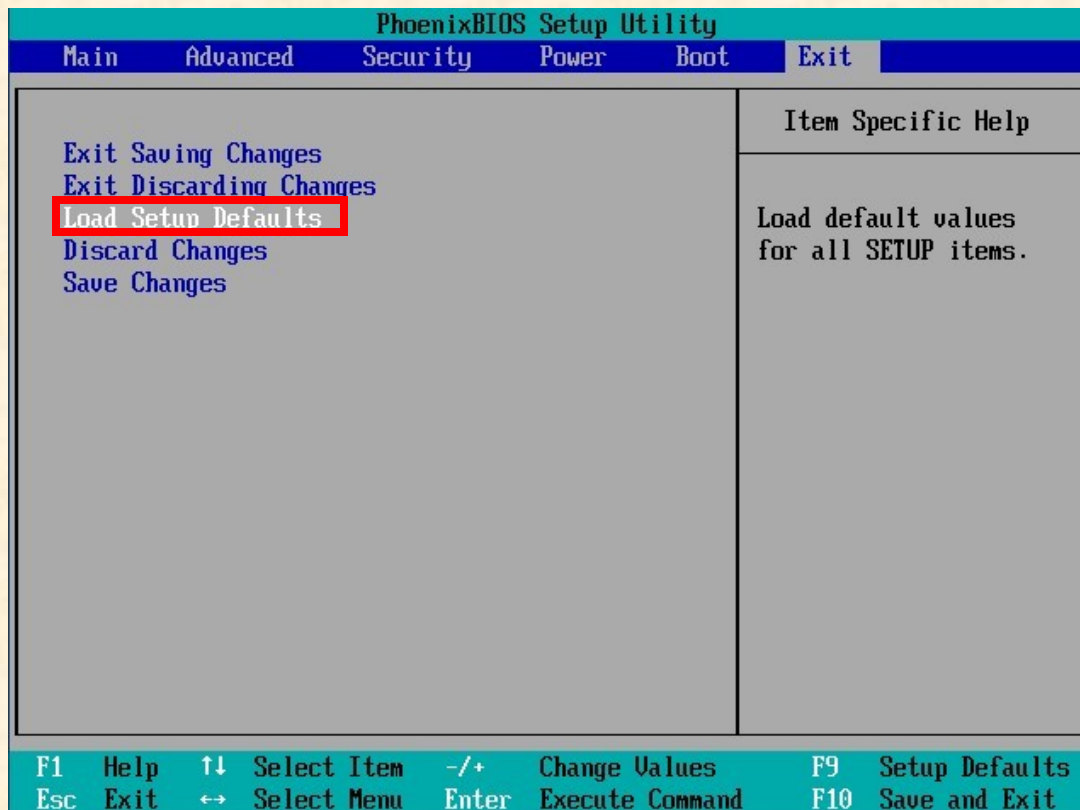 PhoenixBIOS Setup Utility
Main Advanced Security Power Boot Exit
Item Specific Help
Exit Saving Changes
Exit Discarding Changes
Load Setup Defaults
Discard Changes
Save Changes
Load default values
for all SETUP items.
F1 Help ↑↓ Select Item -/+ Change Values F9 Setup Defaults
Esc Exit ↔ Select Menu Enter Execute Command F10 Save and Exit